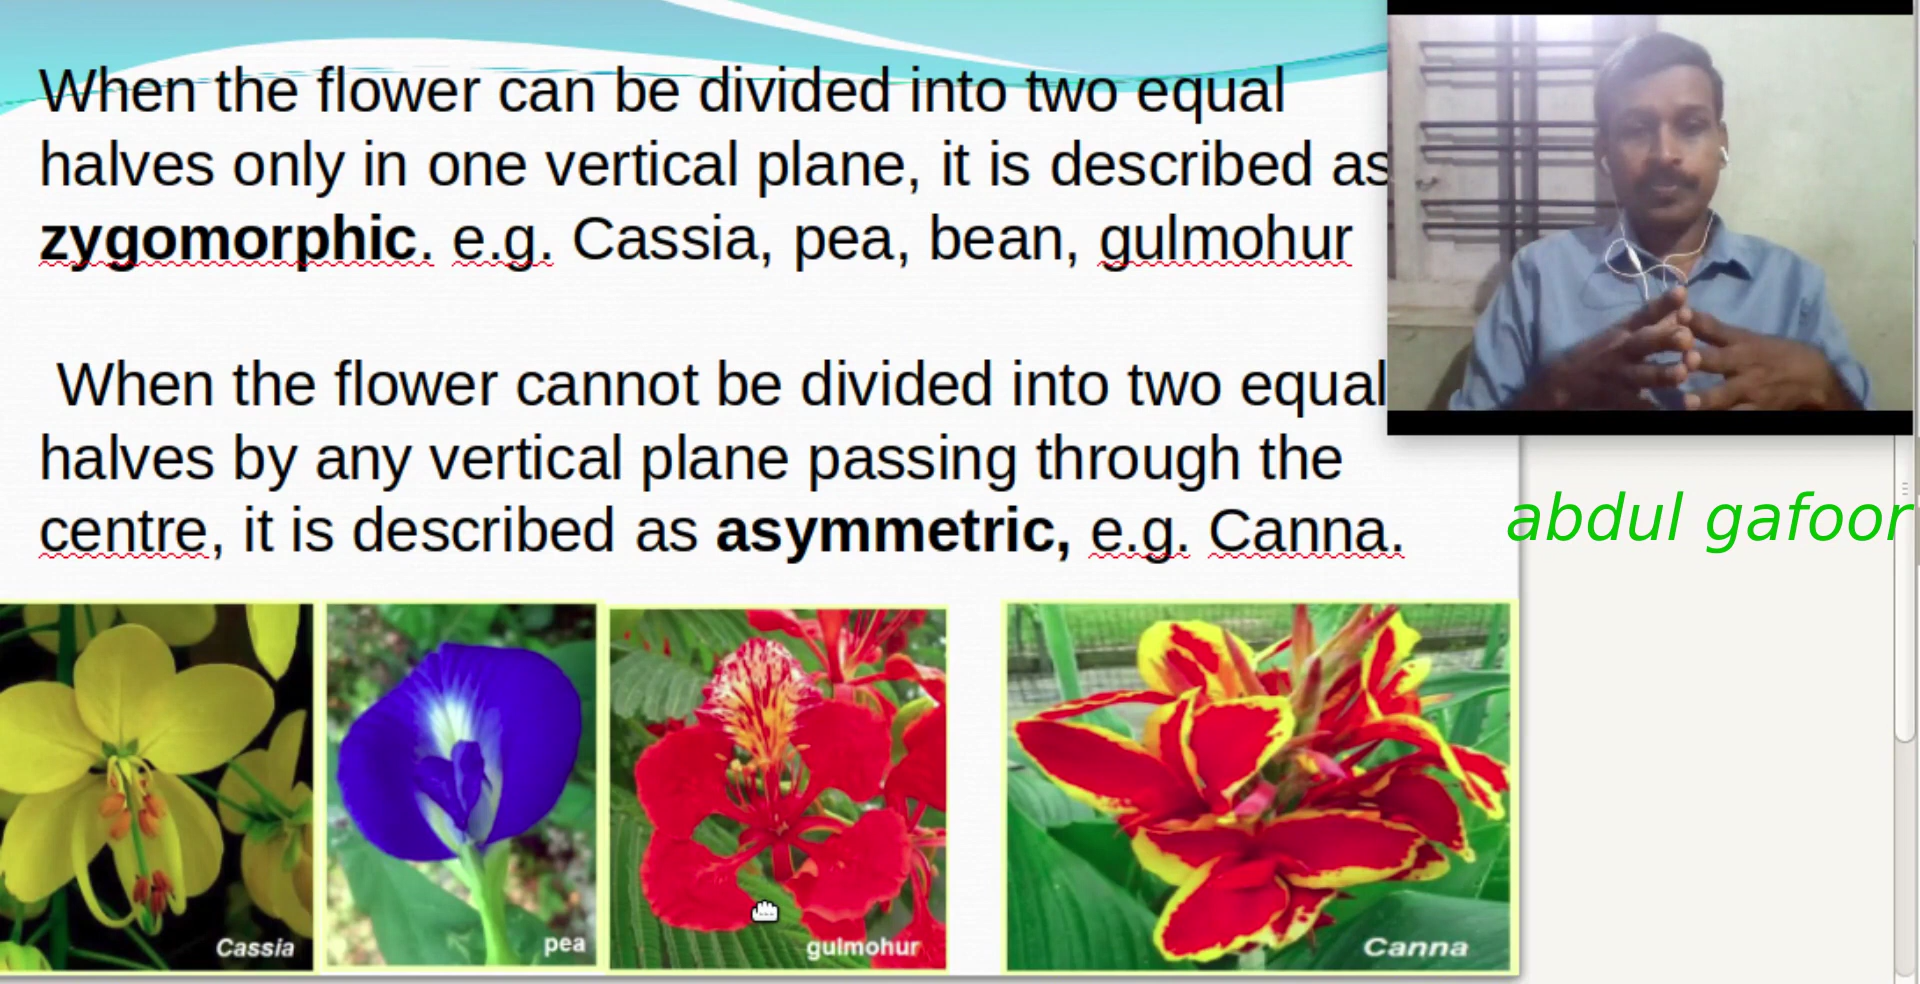 When the flower can be divided into two equal
halves only in one vertical plane, it is described as
zygomorphic. e.g. Cassia, pea, bean, gulmohur
When the flower cannot be divided into two equal
halves by any vertical plane passing through the
centre, it is described as asymmetric, e.g. Canna.
abdul gafoor
Cassia
pea
gulmohur
Canna